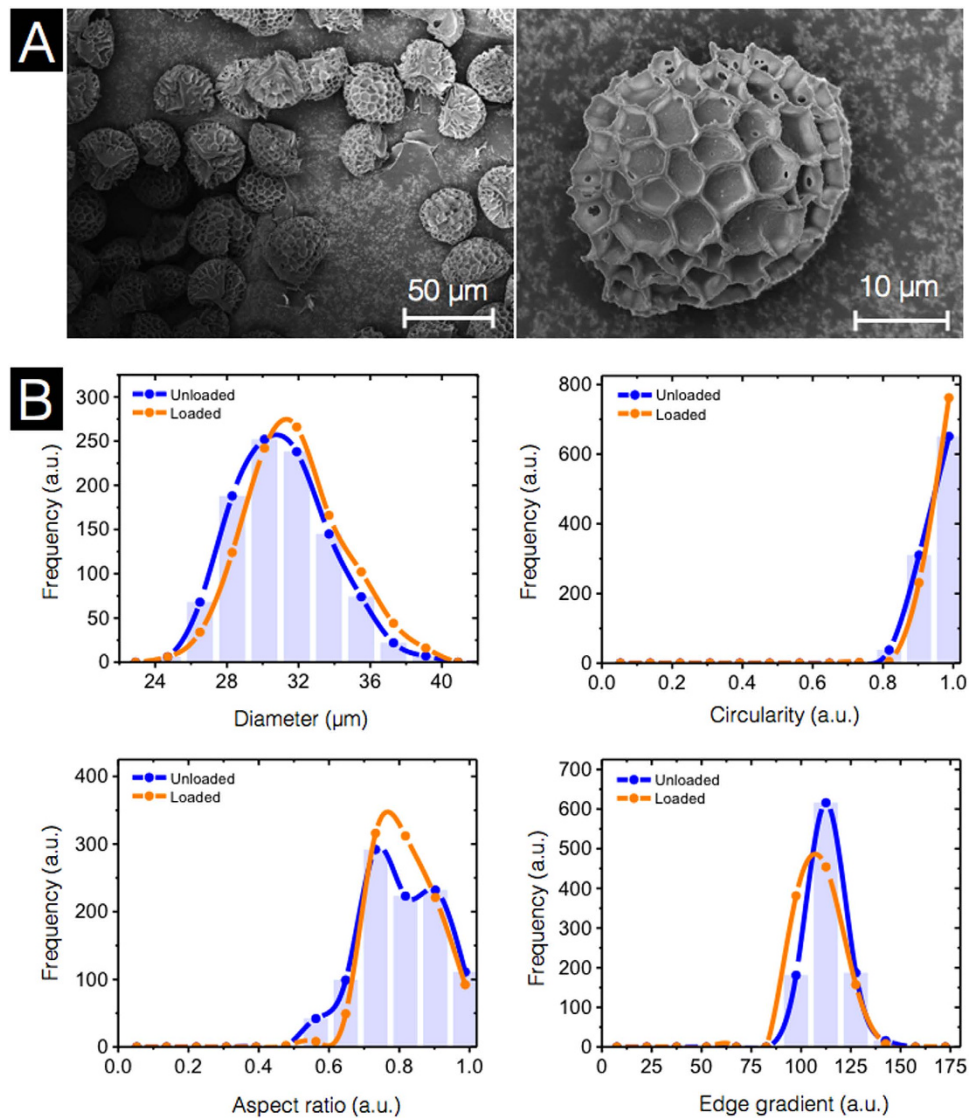 A
50 µm
10 µm
B
Unloaded
Loaded
Frequency (a.u.)
300
250
200
150
100
50
0
24 28 32 36 40
Diameter (µm)
Unloaded
Loaded
Frequency (a.u.)
800
600
400
200
0
0.0 0.2 0.4 0.6 0.8 1.0
Circularity (a.u.)
Unloaded
Loaded
Frequency (a.u.)
400
300
200
100
0
0.0 0.2 0.4 0.6 0.8 1.0
Aspect ratio (a.u.)
Unloaded
Loaded
Frequency (a.u.)
700
600
500
400
300
200
100
0
0 25 50 75 100 125 150 175
Edge gradient (a.u.)